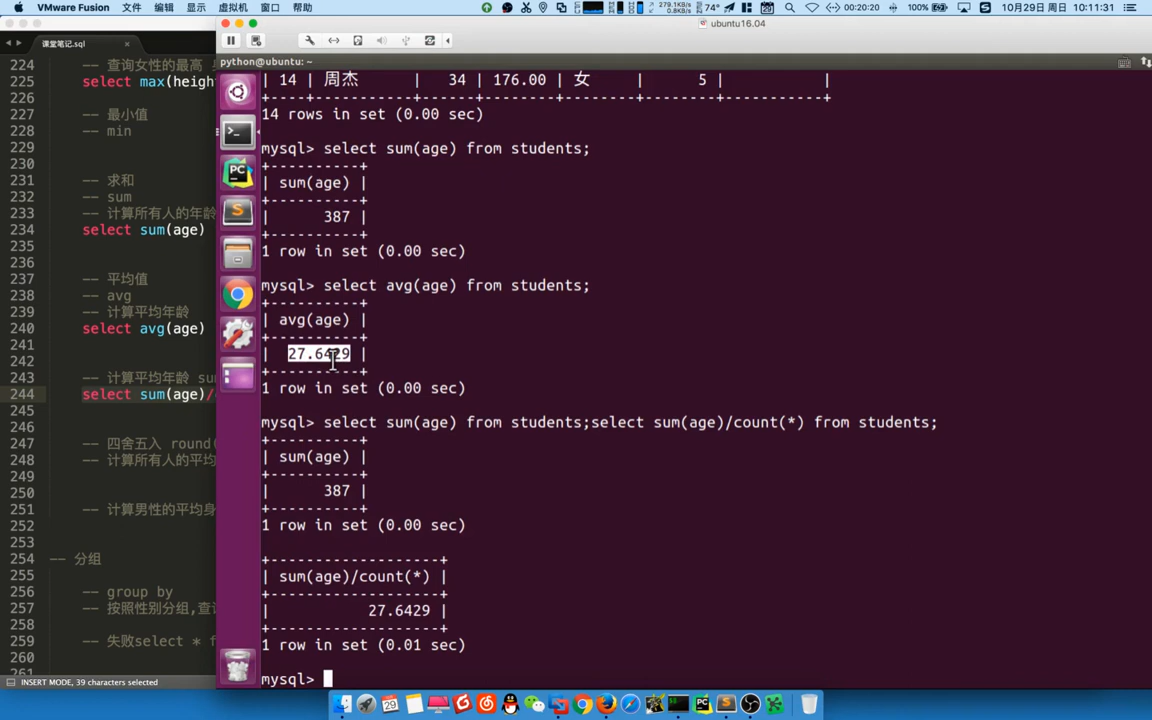 VMware Fusion 文件 编辑 显示 虚拟机 窗口 帮助 279.1KB/s 0.8KB/s 74° 00:20:20 100% 10月29日 周日 10:11:31
ubuntu16.04
课堂笔记.sql
python@ubuntu: ~
224 -- 查询女性的最高
225 select max(heigh
226
227 -- 最小值
228 -- min
229
230
231 -- 求和
232 -- sum
233 -- 计算所有人的年龄
234 select sum(age)
235
236
237 -- 平均值
238 -- avg
239 -- 计算平均年龄
240 select avg(age)
241
242
243 -- 计算平均年龄 su
244 select sum(age)/
245
246
247 -- 四舍五入 round(
248 -- 计算所有人的平均
249
250
251 -- 计算男性的平均身
252
253
254 -- 分组
255
256 -- group by
257 -- 按照性别分组,查
258
259 -- 失败select * f
260
261
INSERT MODE, 39 characters selected
| 14 | 周杰 | 34 | 176.00 | 女 | 5 | |
+----+-----------+------+--------+--------+--------+------------+
14 rows in set (0.00 sec)
mysql> select sum(age) from students;
+----------+
| sum(age) |
+----------+
| 387 |
+----------+
1 row in set (0.00 sec)
mysql> select avg(age) from students;
+----------+
| avg(age) |
+----------+
| 27.6429 |
+----------+
1 row in set (0.00 sec)
mysql> select sum(age) from students;select sum(age)/count(*) from students;
+----------+
| sum(age) |
+----------+
| 387 |
+----------+
1 row in set (0.00 sec)
+-------------------+
| sum(age)/count(*) |
+-------------------+
| 27.6429 |
+-------------------+
1 row in set (0.01 sec)
mysql>